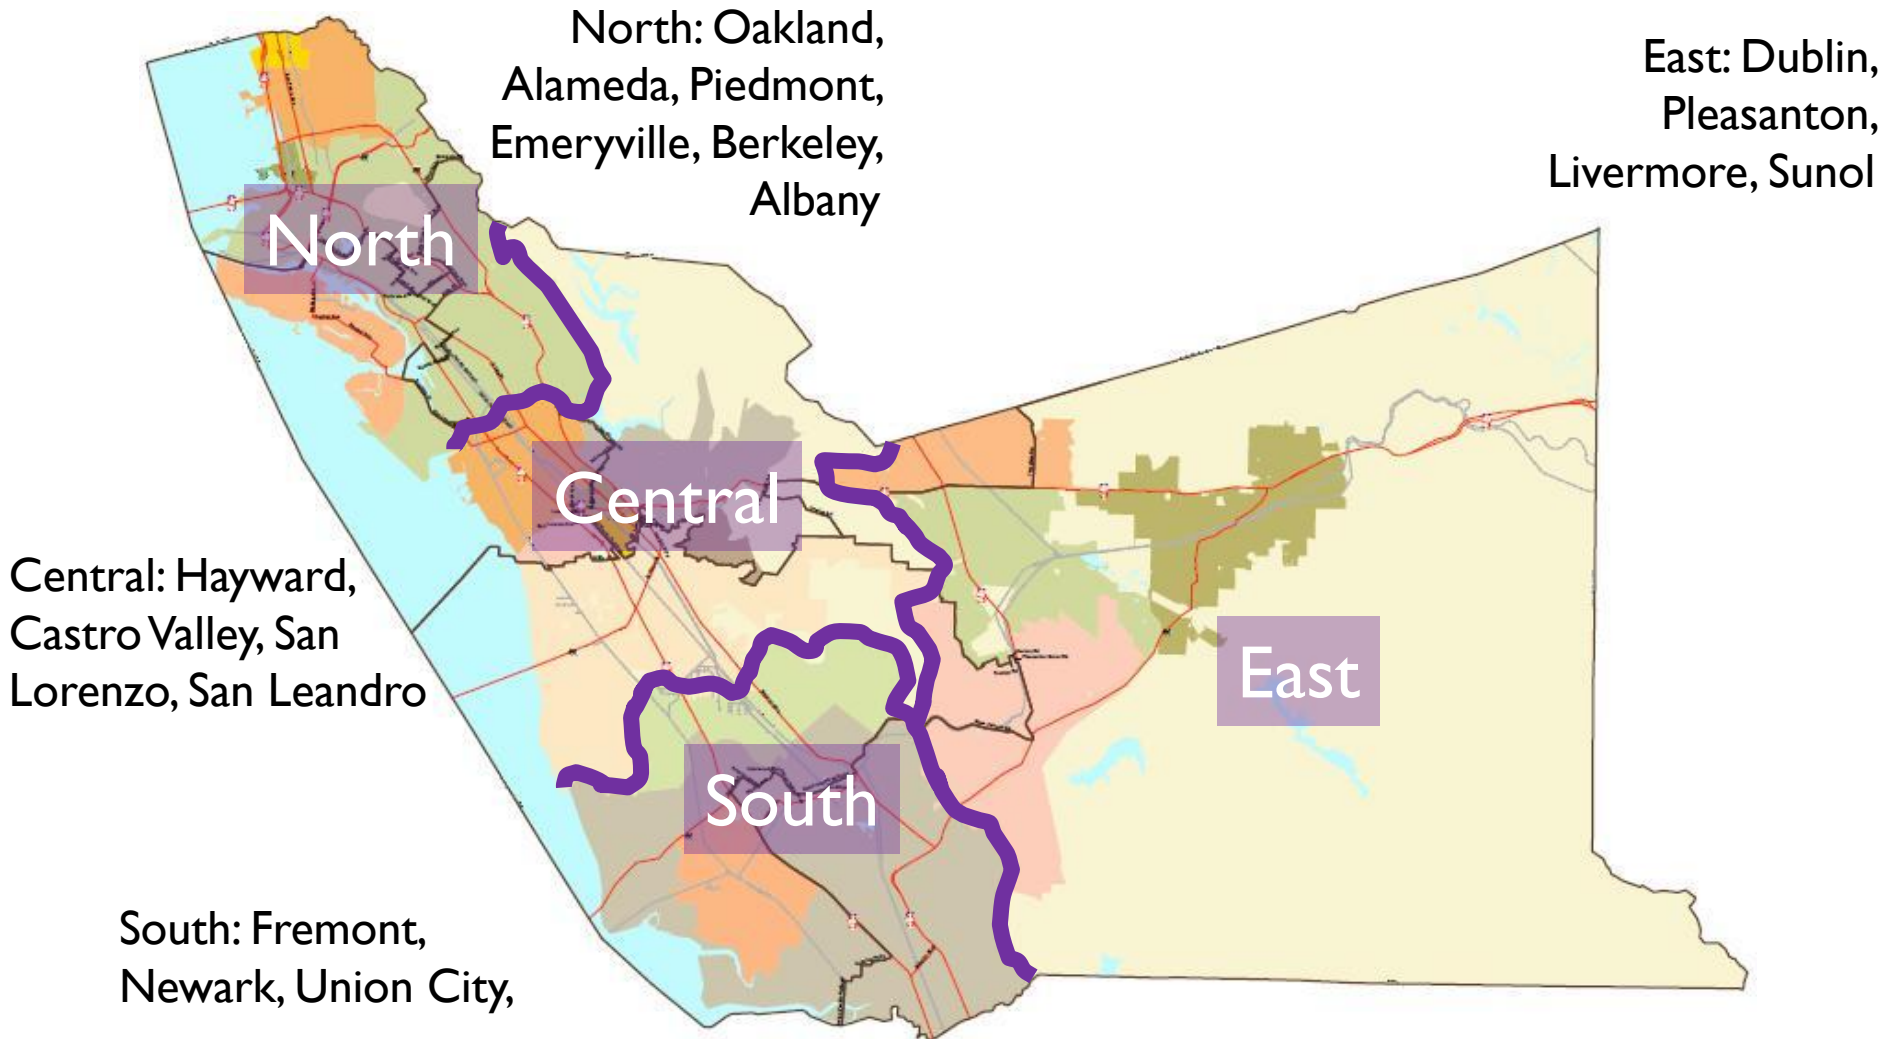 North: Oakland,
Alameda, Piedmont,
Emeryville, Berkeley,
Albany
East: Dublin,
Pleasanton,
Livermore, Sunol
North
Central
Central: Hayward,
Castro Valley, San
Lorenzo, San Leandro
East
South
South: Fremont,
Newark, Union City,